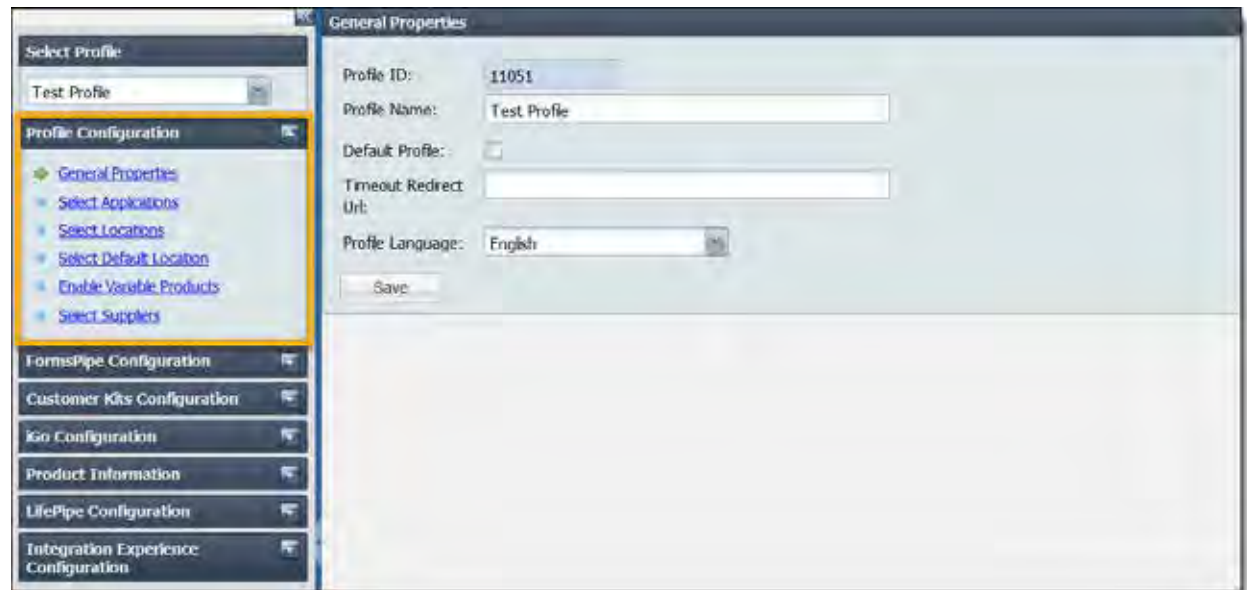 Select Profile
Test Profile
Profile Configuration
General Properties
Select Applications
Select Locations
Select Default Location
Enable Variable Products
Select Suppliers
FormsPipe Configuration
Customer Kits Configuration
iGo Configuration
Product Information
LifePipe Configuration
Integration Experience
Configuration
General Properties
Profile ID: 11051
Profile Name: Test Profile
Default Profile:
Timeout Redirect
Url:
Profile Language: English
Save